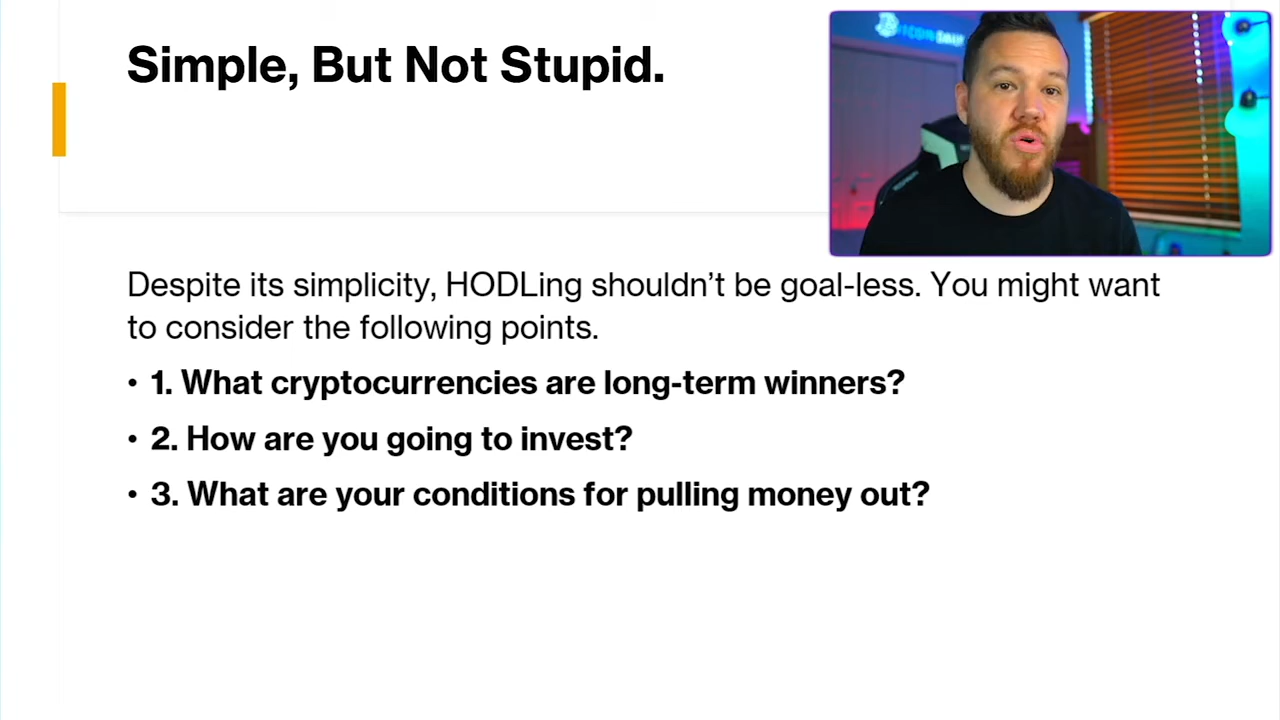 Simple, But Not Stupid.
Despite its simplicity, HODLing shouldn’t be goal-less. You might want
to consider the following points.
• 1. What cryptocurrencies are long-term winners?
• 2. How are you going to invest?
• 3. What are your conditions for pulling money out?